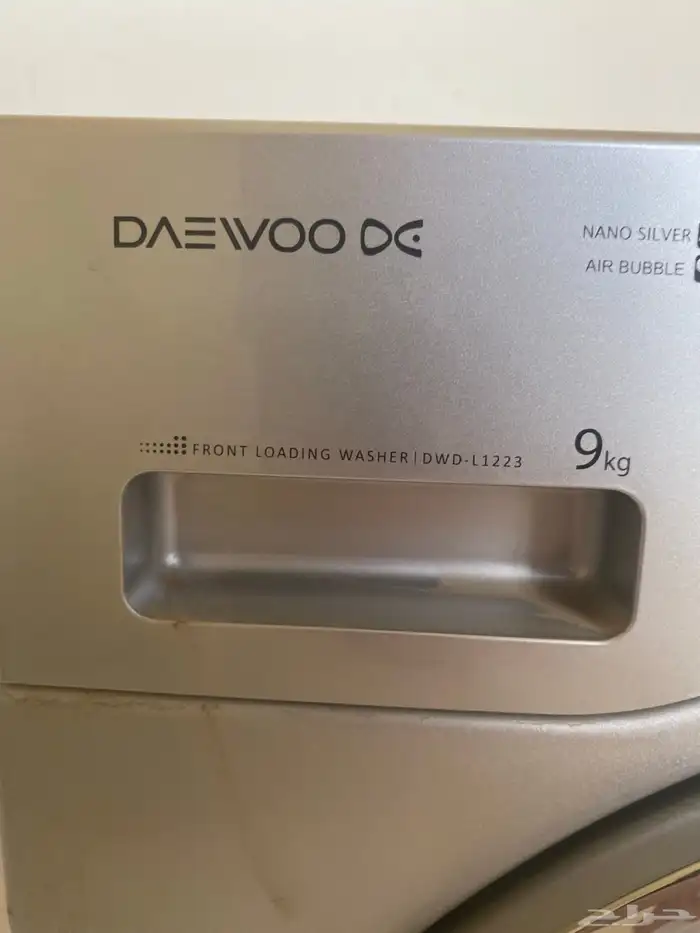 DAEWOO
NANO SILVER
AIR BUBBLE
FRONT LOADING WASHER | DWD-L1223
9kg
حراج